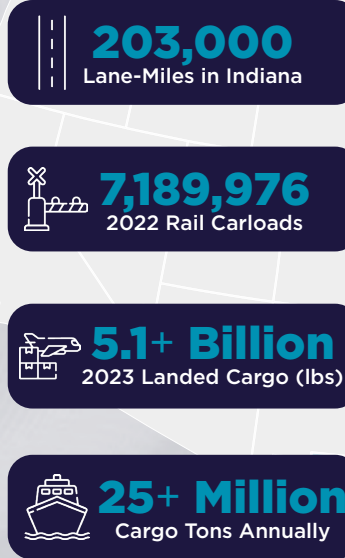 203,000
Lane-Miles in Indiana
7,189,976
2022 Rail Carloads
5.1+ Billion
2023 Landed Cargo (lbs)
25+ Million
Cargo Tons Annually